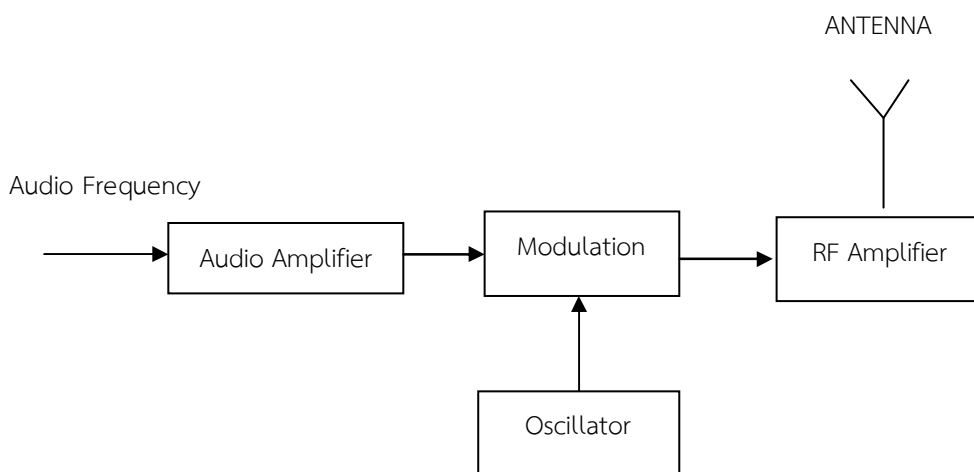 ANTENNA
Audio Frequency
Audio Amplifier
Modulation
RF Amplifier
Oscillator